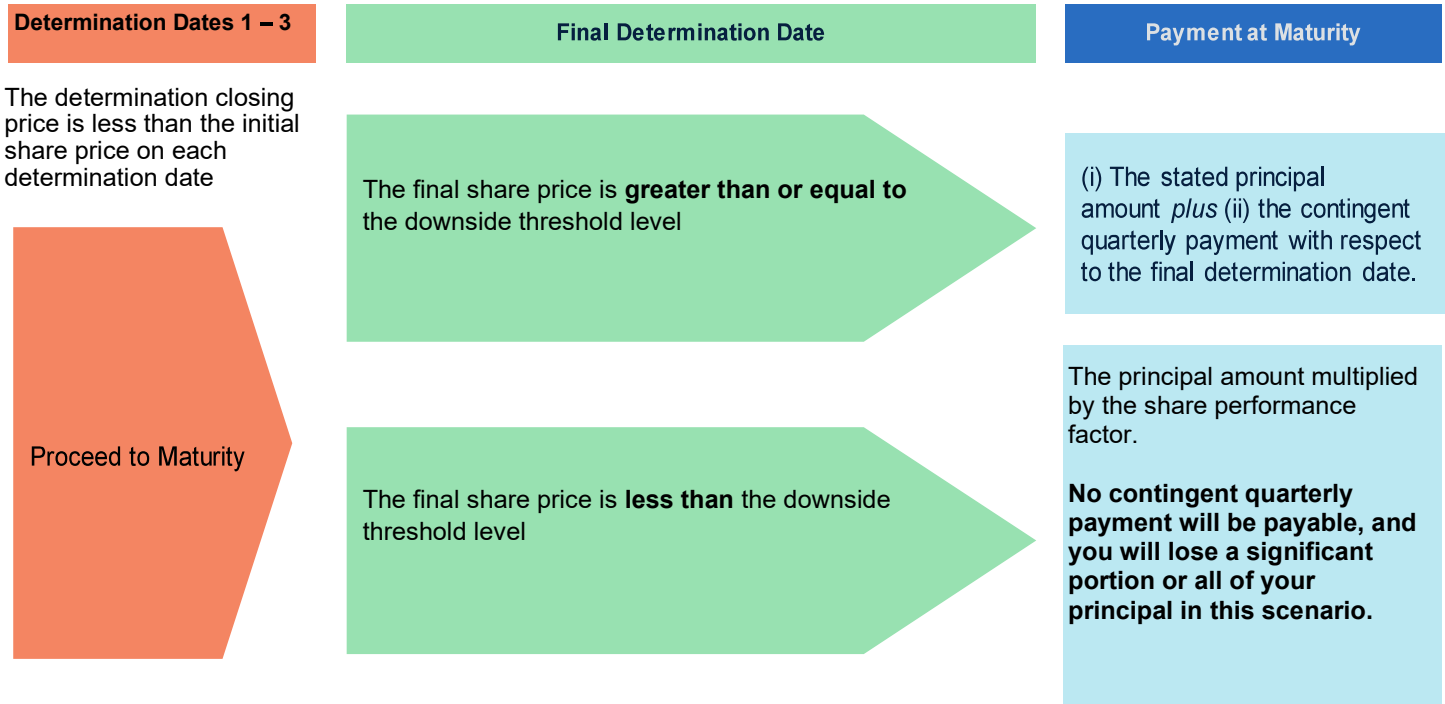 Determination Dates 1 – 3
Final Determination Date
Payment at Maturity
The determination closing
price is less than the initial
share price on each
determination date
Proceed to Maturity
The final share price is greater than or equal to
the downside threshold level
(i) The stated principal
amount plus (ii) the contingent
quarterly payment with respect
to the final determination date.
The final share price is less than the downside
threshold level
The principal amount multiplied
by the share performance
factor.
No contingent quarterly
payment will be payable, and
you will lose a significant
portion or all of your
principal in this scenario.